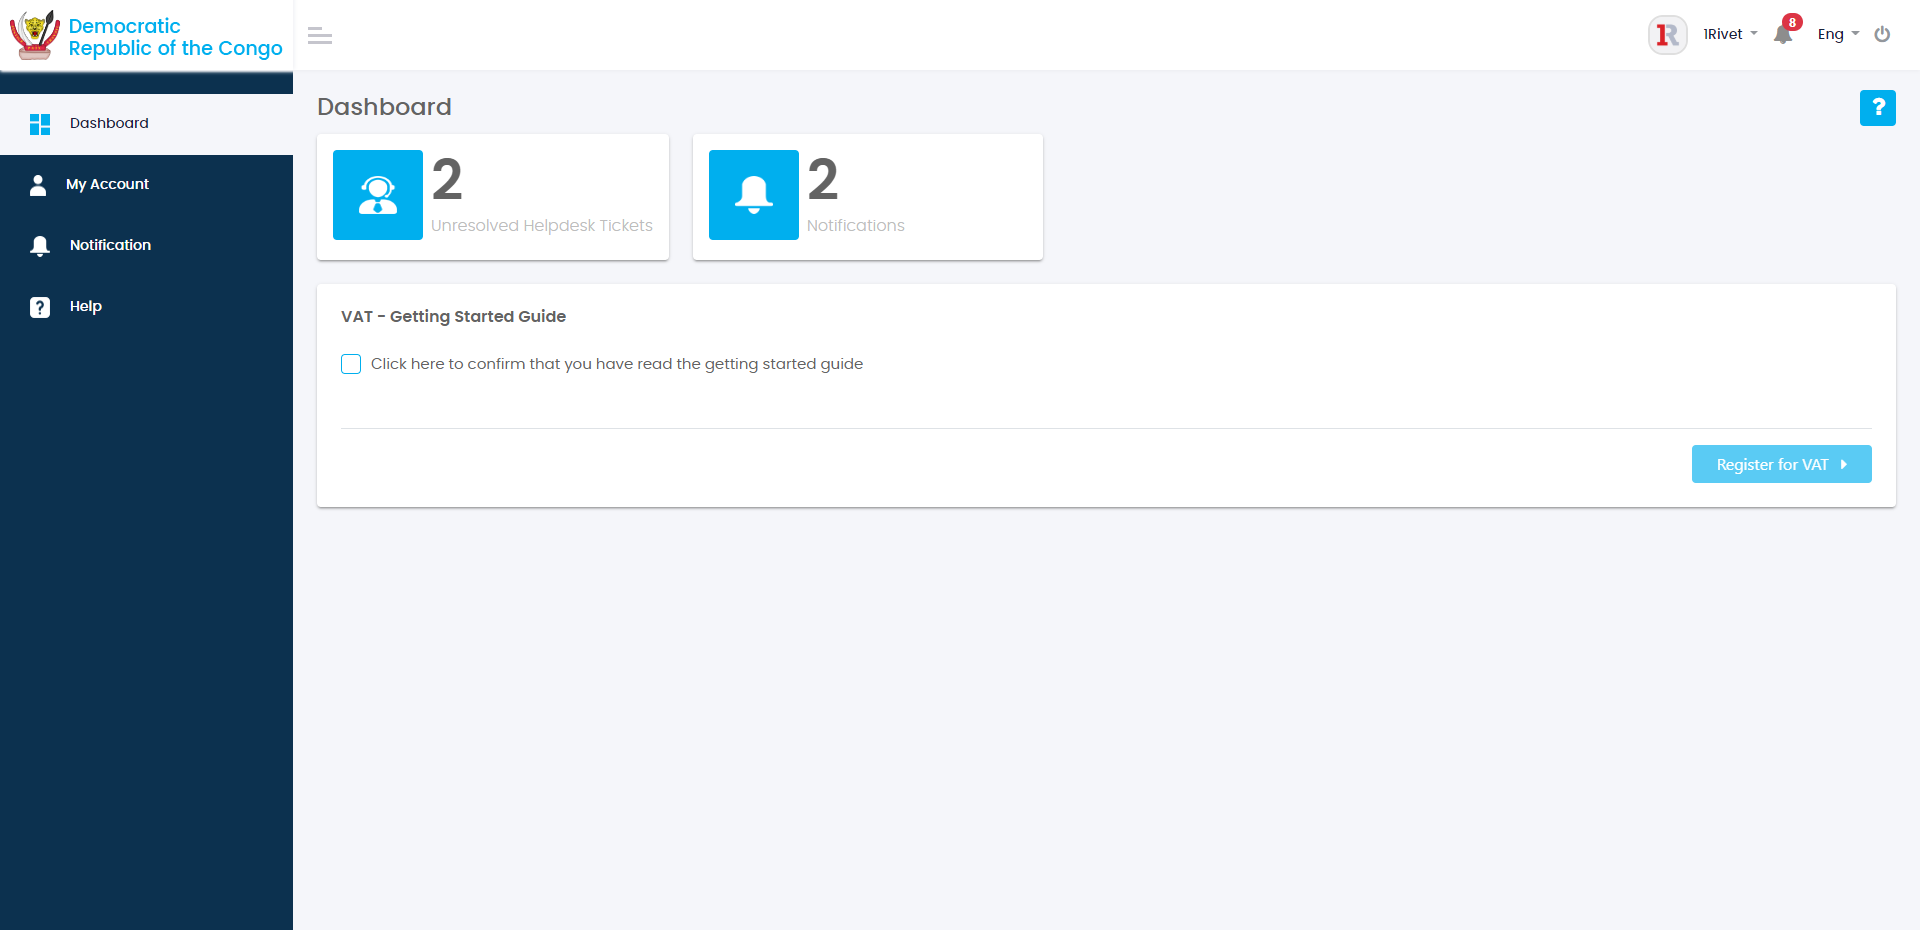 Democratic
Republic of the Congo
1R
1Rivet
8
Eng
Dashboard
My Account
Notification
Help
Dashboard
?
2
Unresolved Helpdesk Tickets
2
Notifications
VAT - Getting Started Guide
Click here to confirm that you have read the getting started guide
Register for VAT